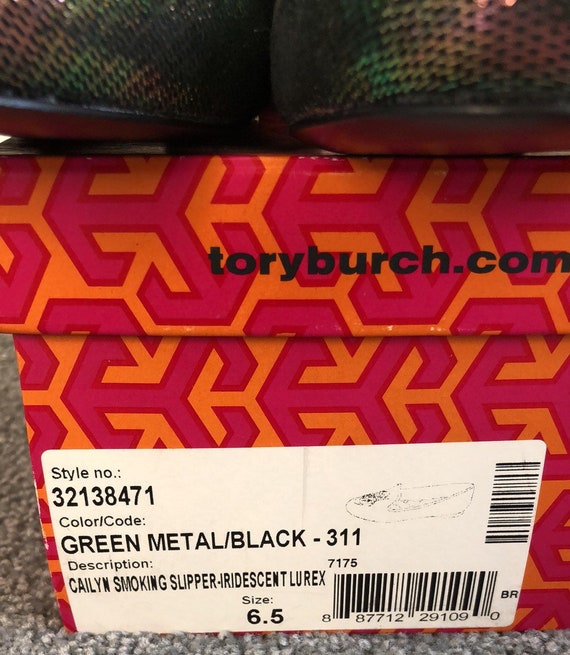 toryburch.com
Style no.:
32138471
Color/Code:
GREEN METAL/BLACK - 311
Description: 7175
CAILYN SMOKING SLIPPER-IRIDESCENT LUREX
Size:
6.5
BR
8 87712 29109 0